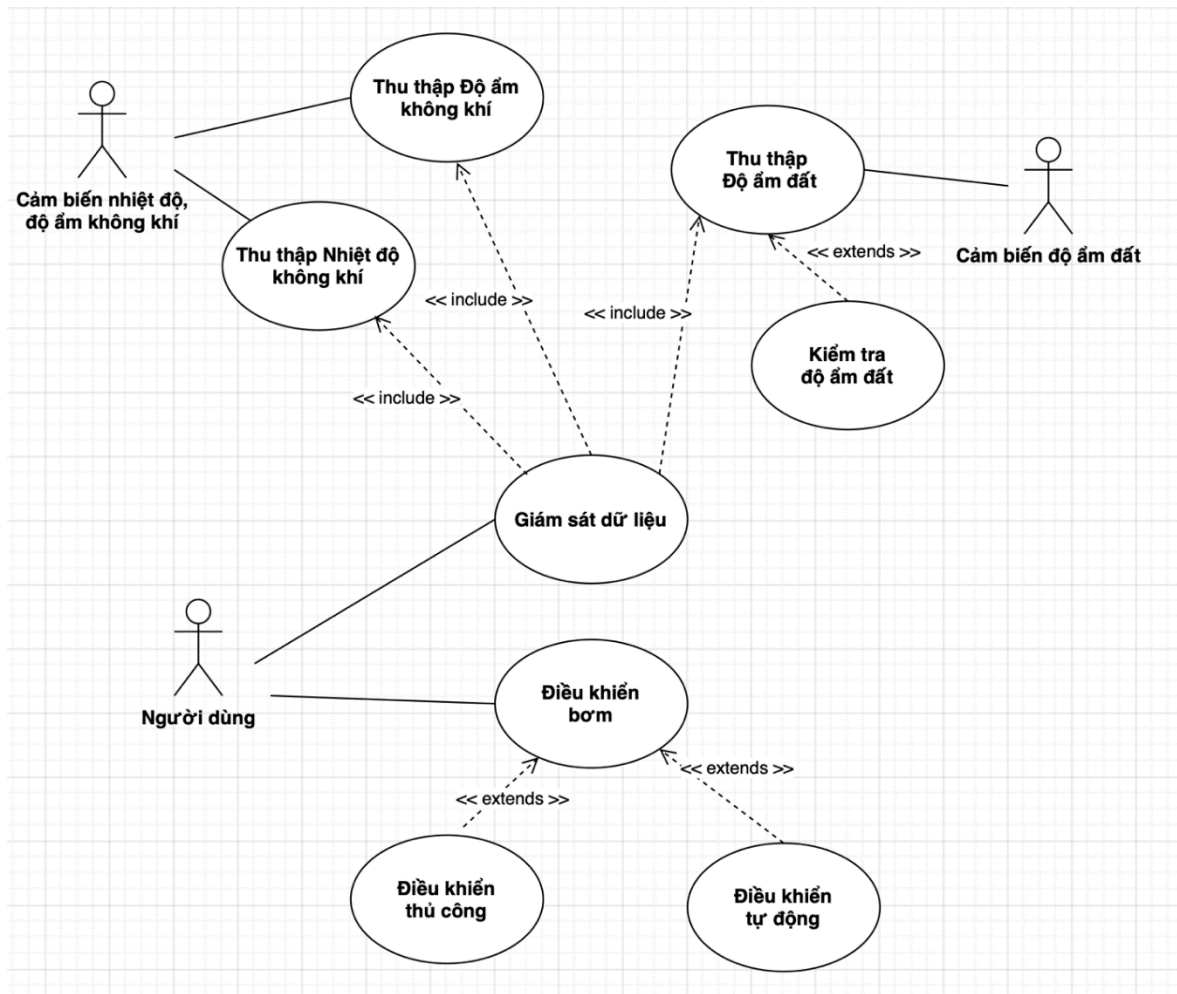 Thu thập Độ ẩm
không khí
Cảm biến nhiệt độ,
độ ẩm không khí
Thu thập
Độ ẩm đất
Cảm biến độ ẩm đất
Thu thập Nhiệt độ
không khí
<< extends >>
<< include >>
<< include >>
Kiểm tra
độ ẩm đất
<< include >>
Giám sát dữ liệu
Người dùng
Điều khiển
bơm
<< extends >>
<< extends >>
Điều khiển
thủ công
Điều khiển
tự động